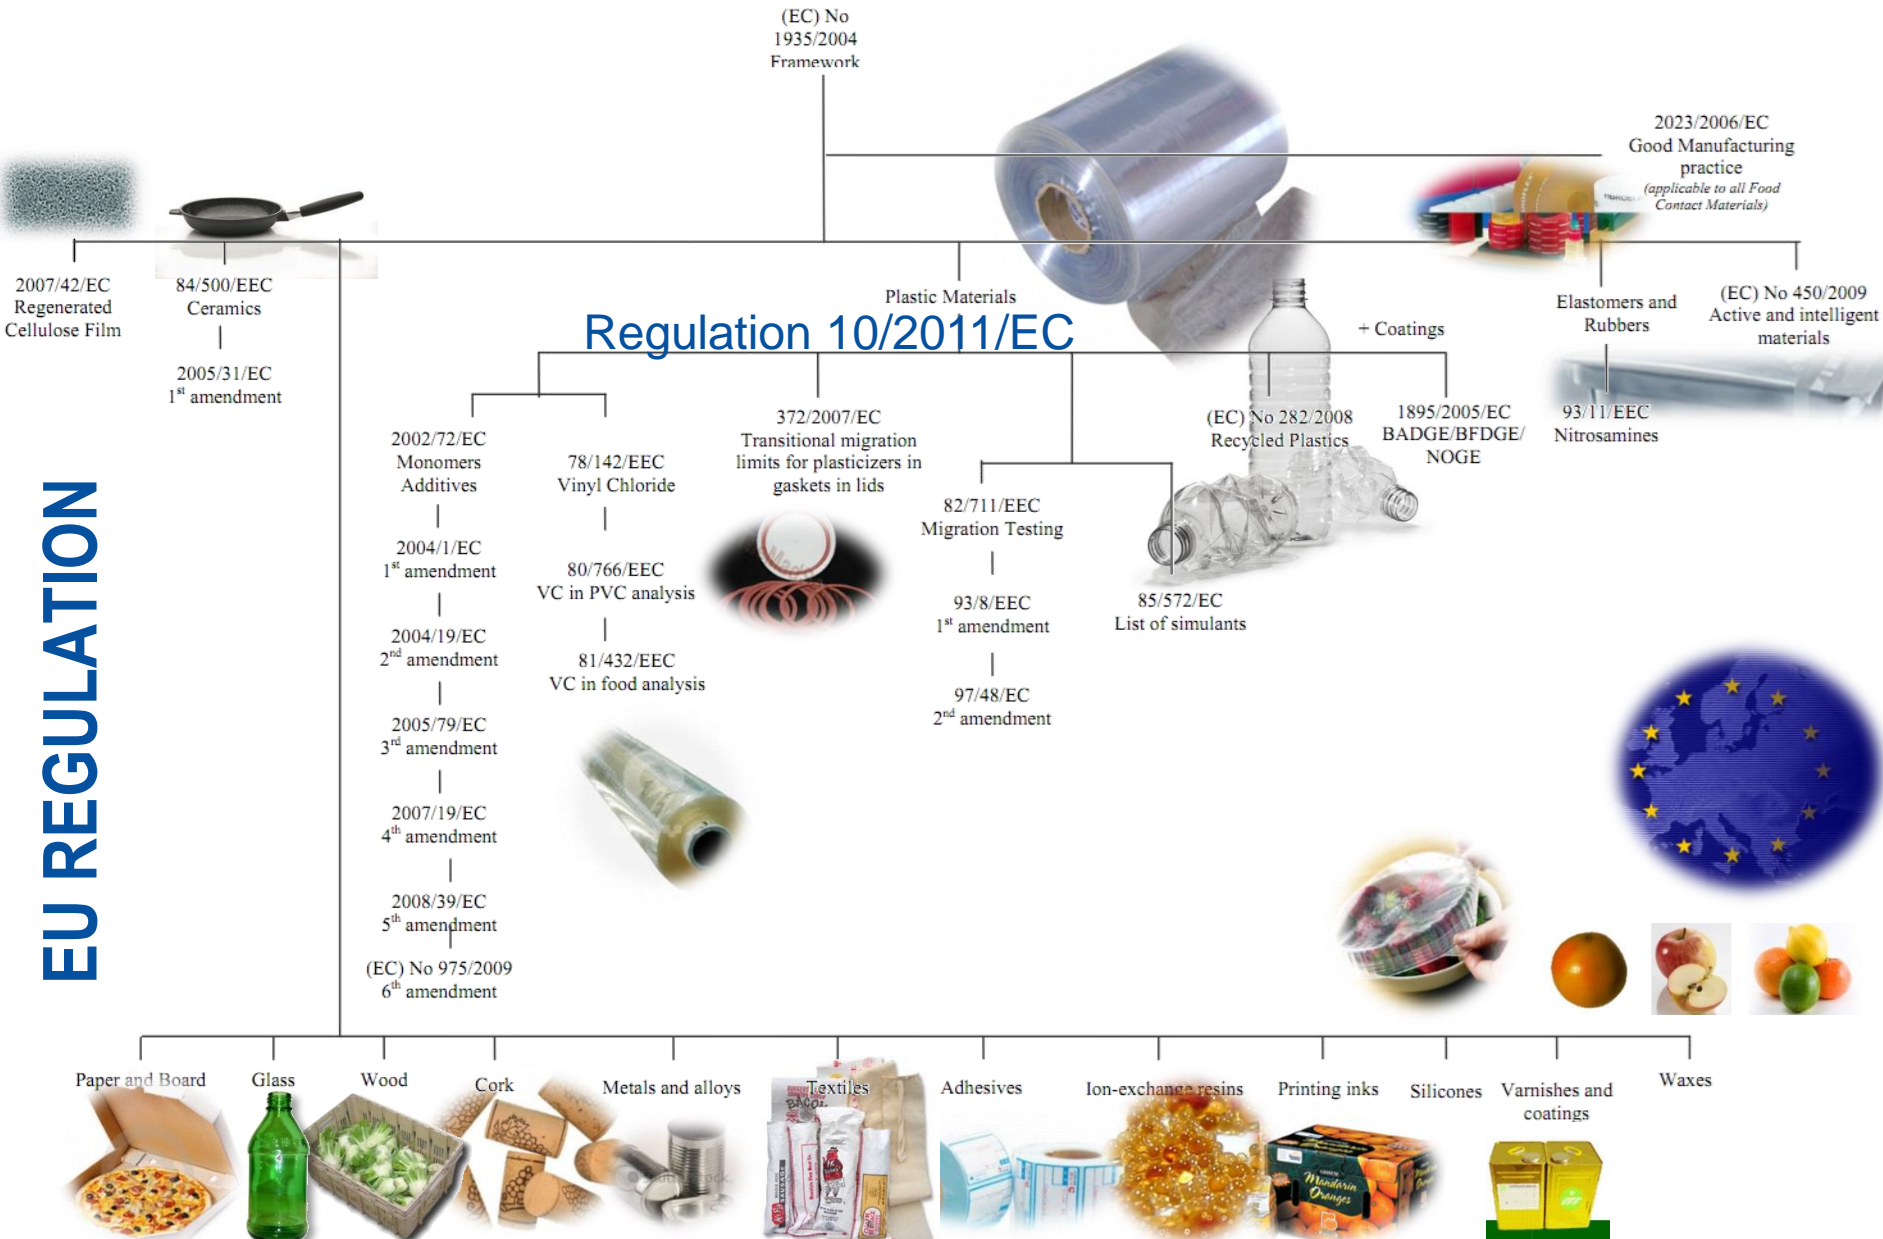 (EC) No
1935/2004
Framework
2023/2006/EC
Good Manufacturing
practice
(applicable to all Food
Contact Materials)
2007/42/EC
Regenerated
Cellulose Film
84/500/EEC
Ceramics
2005/31/EC
1st amendment
Plastic Materials
Regulation 10/2011/EC
+ Coatings
Elastomers and
Rubbers
(EC) No 450/2009
Active and intelligent
materials
93/11/EEC
Nitrosamines
2002/72/EC
Monomers
Additives
2004/1/EC
1st amendment
2004/19/EC
2nd amendment
2005/79/EC
3rd amendment
2007/19/EC
4th amendment
2008/39/EC
5th amendment
(EC) No 975/2009
6th amendment
78/142/EEC
Vinyl Chloride
80/766/EEC
VC in PVC analysis
81/432/EEC
VC in food analysis
372/2007/EC
Transitional migration
limits for plasticizers in
gaskets in lids
82/711/EEC
Migration Testing
93/8/EEC
1st amendment
97/48/EC
2nd amendment
85/572/EC
List of simulants
(EC) No 282/2008
Recycled Plastics
1895/2005/EC
BADGE/BFDGE/
NOGE
EU REGULATION
Paper and Board
Glass
Wood
Cork
Metals and alloys
Textiles
Adhesives
Ion-exchange resins
Printing inks
Silicones
Varnishes and
coatings
Waxes
BACON
Mandarin
Oranges